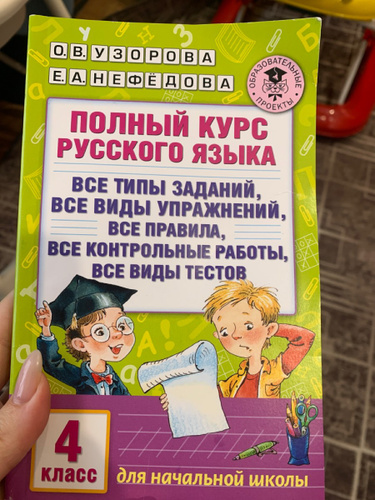 О.В. УЗОРОВА
Е.А. НЕФЁДОВА
ОБРАЗОВАТЕЛЬНЫЕ
ПРОЕКТЫ
ПОЛНЫЙ КУРС
РУССКОГО ЯЗЫКА
ВСЕ ТИПЫ ЗАДАНИЙ,
ВСЕ ВИДЫ УПРАЖНЕНИЙ,
ВСЕ ПРАВИЛА,
ВСЕ КОНТРОЛЬНЫЕ РАБОТЫ,
ВСЕ ВИДЫ ТЕСТОВ
4
КЛАСС
для начальной школы